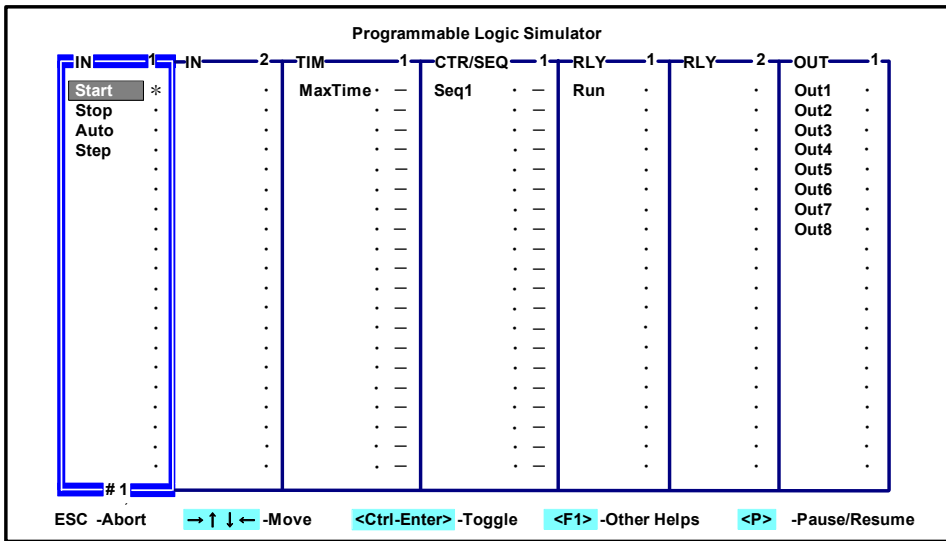 Programmable Logic Simulator
IN 1 IN 2 TIM 1 CTR/SEQ 1 RLY 1 RLY 2 OUT 1
Start * MaxTime Seq1 Run Out1
Stop Out2
Auto Out3
Step Out4
Out5
Out6
Out7
Out8
# 1
ESC -Abort →↑↓← -Move <Ctrl-Enter> -Toggle <F1> -Other Helps <P> -Pause/Resume